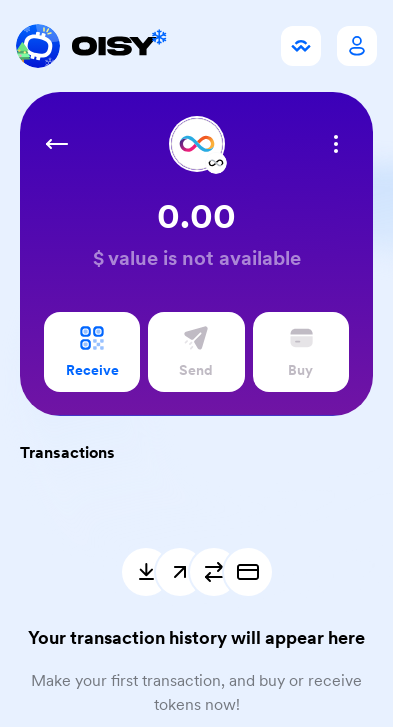 OISY
0.00
$ value is not available
Receive
Send
Buy
Transactions
Your transaction history will appear here
Make your first transaction, and buy or receive
tokens now!